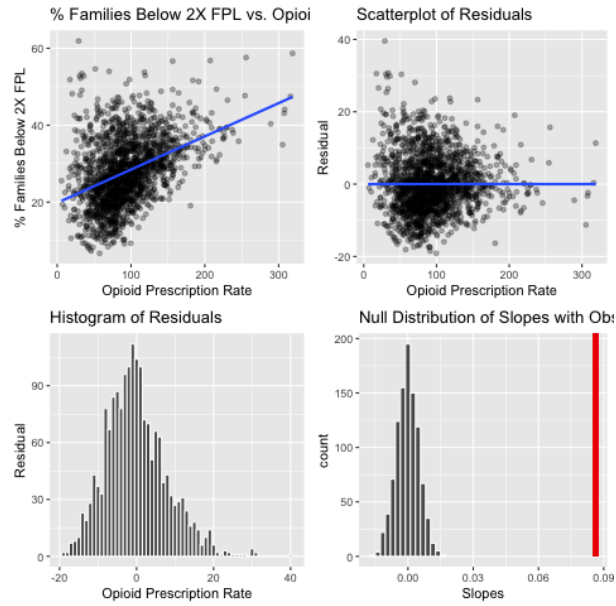 % Families Below 2X FPL vs. Opioi
% Families Below 2X FPL
60
40
20
0
100
200
300
Opioid Prescription Rate
Scatterplot of Residuals
Residual
40
20
0
-20
0
100
200
300
Opioid Prescription Rate
Histogram of Residuals
Residual
90
60
30
0
-20
0
20
40
Opioid Prescription Rate
Null Distribution of Slopes with Obs
count
200
150
100
50
0
0.00
0.03
0.06
0.09
Slopes